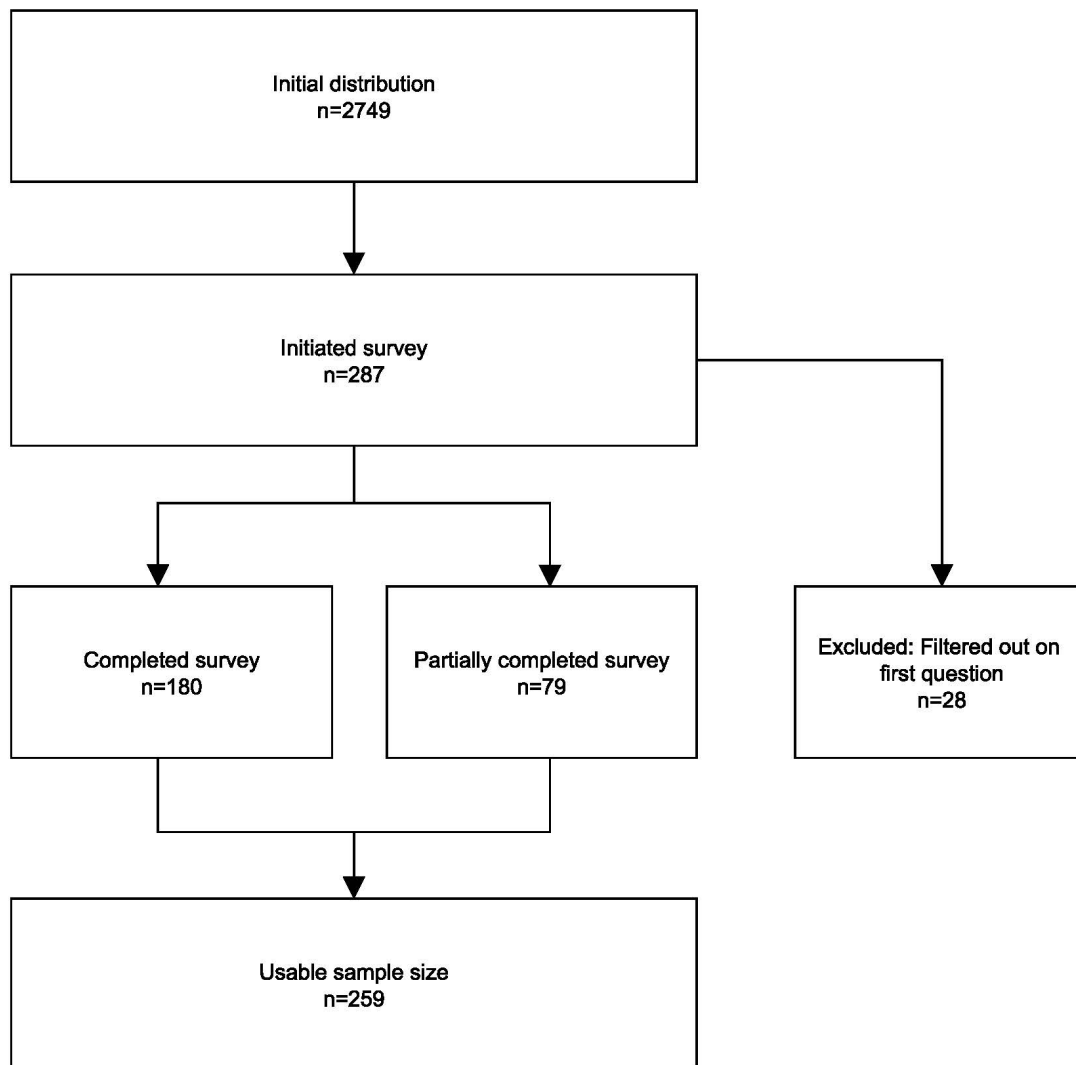 Initial distribution
n=2749
Initiated survey
n=287
Completed survey
n=180
Partially completed survey
n=79
Excluded: Filtered out on
first question
n=28
Usable sample size
n=259